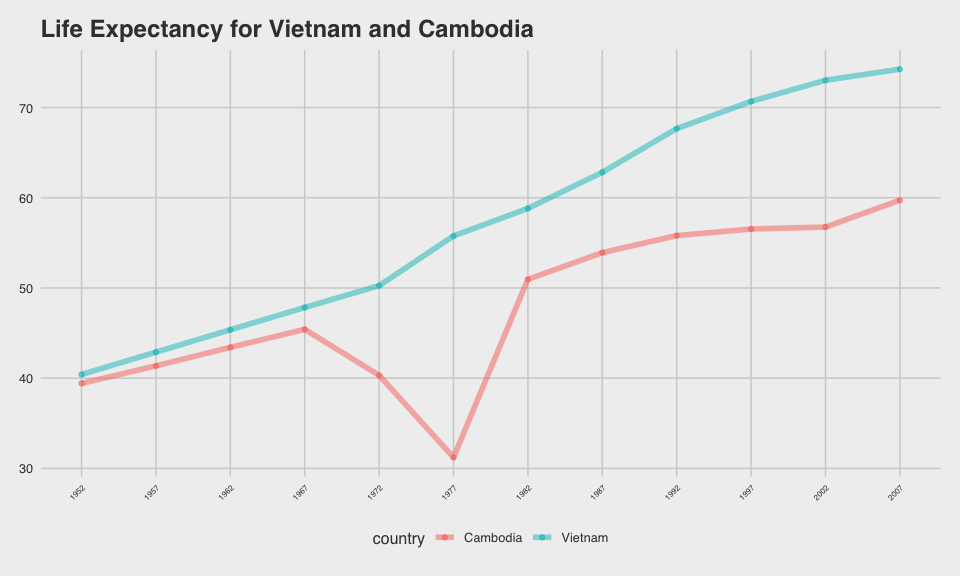 Life Expectancy for Vietnam and Cambodia
70
60
50
40
30
1952 1957 1962 1967 1972 1977 1982 1987 1992 1997 2002 2007
country Cambodia Vietnam